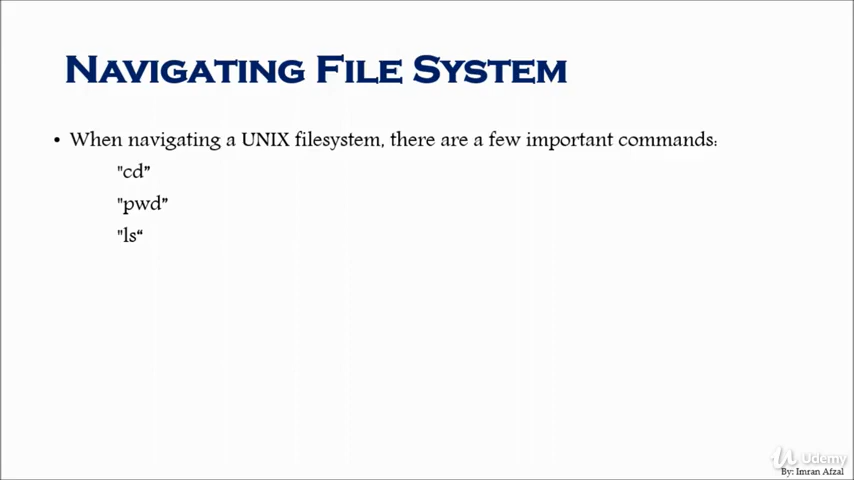 NAVIGATING FILE SYSTEM
• When navigating a UNIX filesystem, there are a few important commands:
"cd”
"pwd”
"ls“
Udemy
By: Imran Afzal